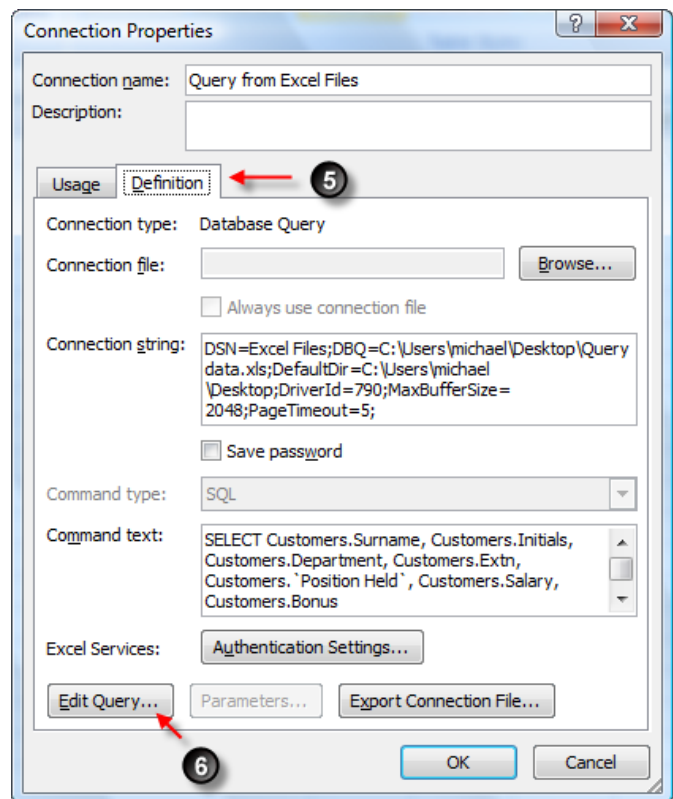 Connection Properties
?
X
Connection name: Query from Excel Files
Description:
Usage
Definition
5
Connection type: Database Query
Connection file:
Browse...
Always use connection file
Connection string: DSN=Excel Files;DBQ=C:\Users\michael\Desktop\Query
data.xls;DefaultDir=C:\Users\michael
\Desktop;DriverId=790;MaxBufferSize=
2048;PageTimeout=5;
Save password
Command type: SQL
Command text: SELECT Customers.Surname, Customers.Initials,
Customers.Department, Customers.Extn,
Customers.`Position Held`, Customers.Salary,
Customers.Bonus
Excel Services: Authentication Settings...
Edit Query... Parameters... Export Connection File...
6
OK Cancel